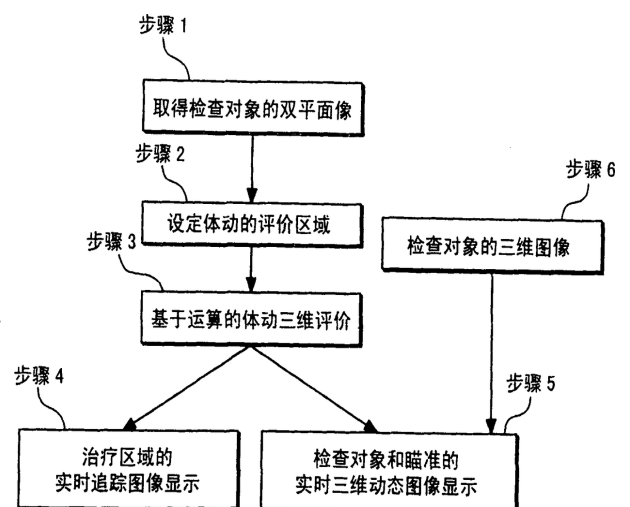 步骤 1
取得检查对象的双平面像
步骤 2
设定体动的评价区域
步骤 6
检查对象的三维图像
步骤 3
基于运算的体动三维评价
步骤 4
治疗区域的
实时追踪图像显示
步骤 5
检查对象和瞄准的
实时三维动态图像显示